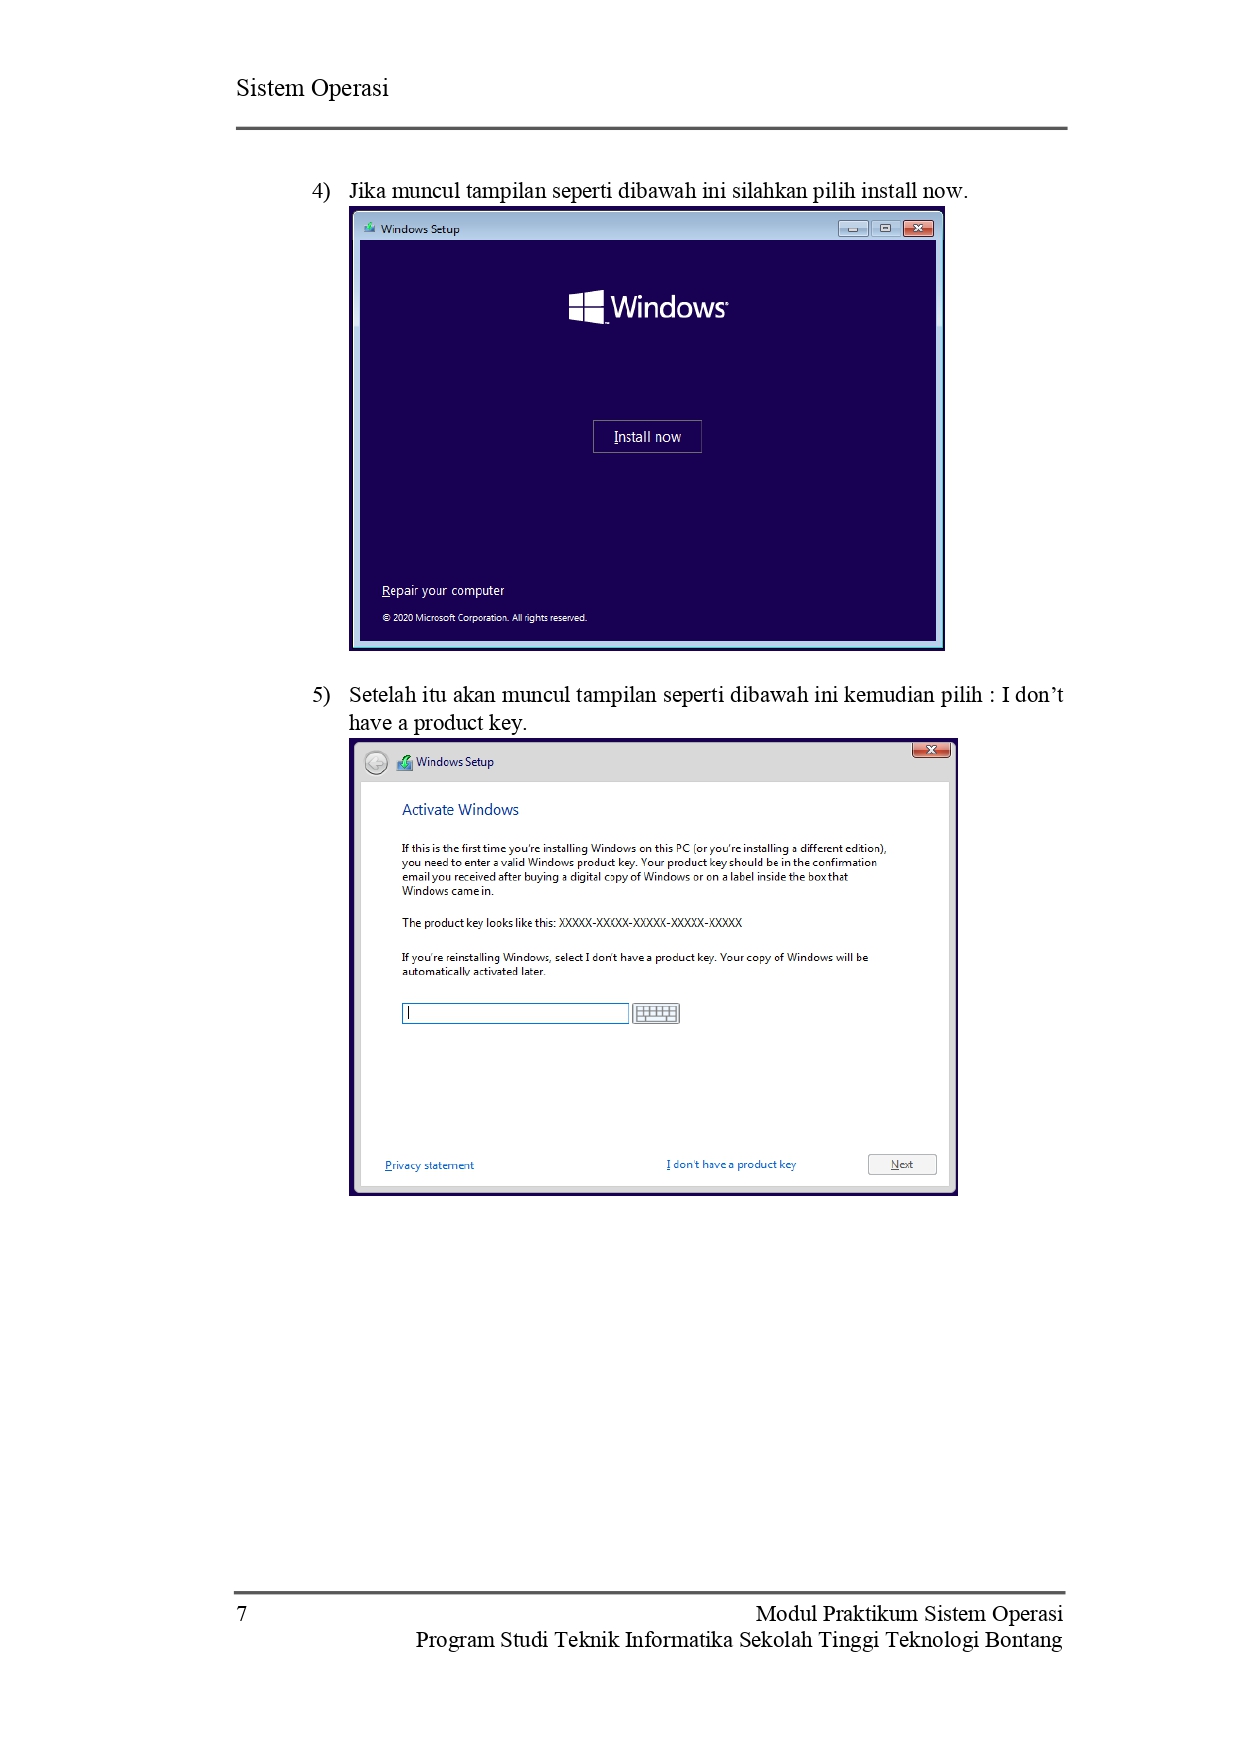 Sistem Operasi
4) Jika muncul tampilan seperti dibawah ini silahkan pilih install now.
Windows Setup
Windows
Install now
Repair your computer
© 2020 Microsoft Corporation. All rights reserved.
5) Setelah itu akan muncul tampilan seperti dibawah ini kemudian pilih : I don’t
have a product key.
Windows Setup
Activate Windows
If this is the first time you're installing Windows on this PC (or you're installing a different edition),
you need to enter a valid Windows product key. Your product key should be in the confirmation
email you received after buying a digital copy of Windows or on a label inside the box that
Windows came in.
The product key looks like this: XXXXX-XXXXX-XXXXX-XXXXX-XXXXX
If you're reinstalling Windows, select I don't have a product key. Your copy of Windows will be
automatically activated later.
Privacy statement
I don't have a product key
Next
7
Modul Praktikum Sistem Operasi
Program Studi Teknik Informatika Sekolah Tinggi Teknologi Bontang